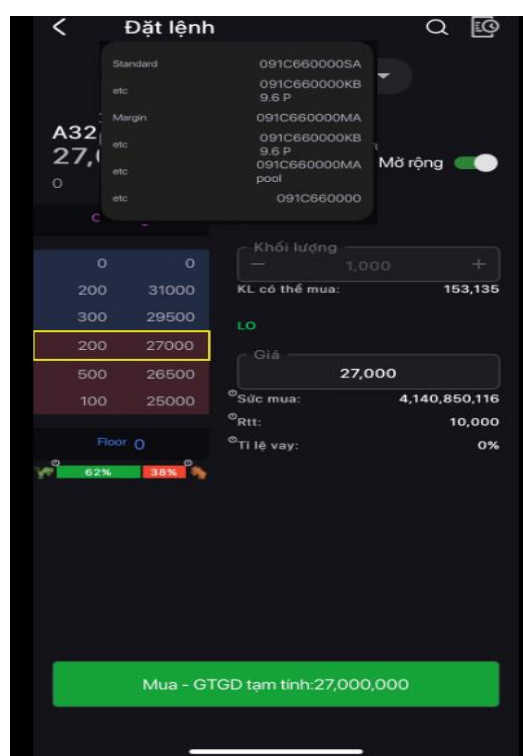 Đặt lệnh
Standard 091C660000SA
etc 091C660000KB
9.6 P
Margin 091C660000MA
etc 091C660000KB
9.6 P
etc 091C660000MA
pool
etc 091C660000
A32
27,
0
Mở rộng
Khối lượng
0 0
— 1,000 +
200 31000
KL có thể mua: 153,135
300 29500
LO
200 27000
Giá
27,000
500 26500
100 25000
Sức mua: 4,140,850,116
Rtt: 10,000
Floor 0
Tỉ lệ vay: 0%
62% 38%
Mua - GTGD tạm tính:27,000,000